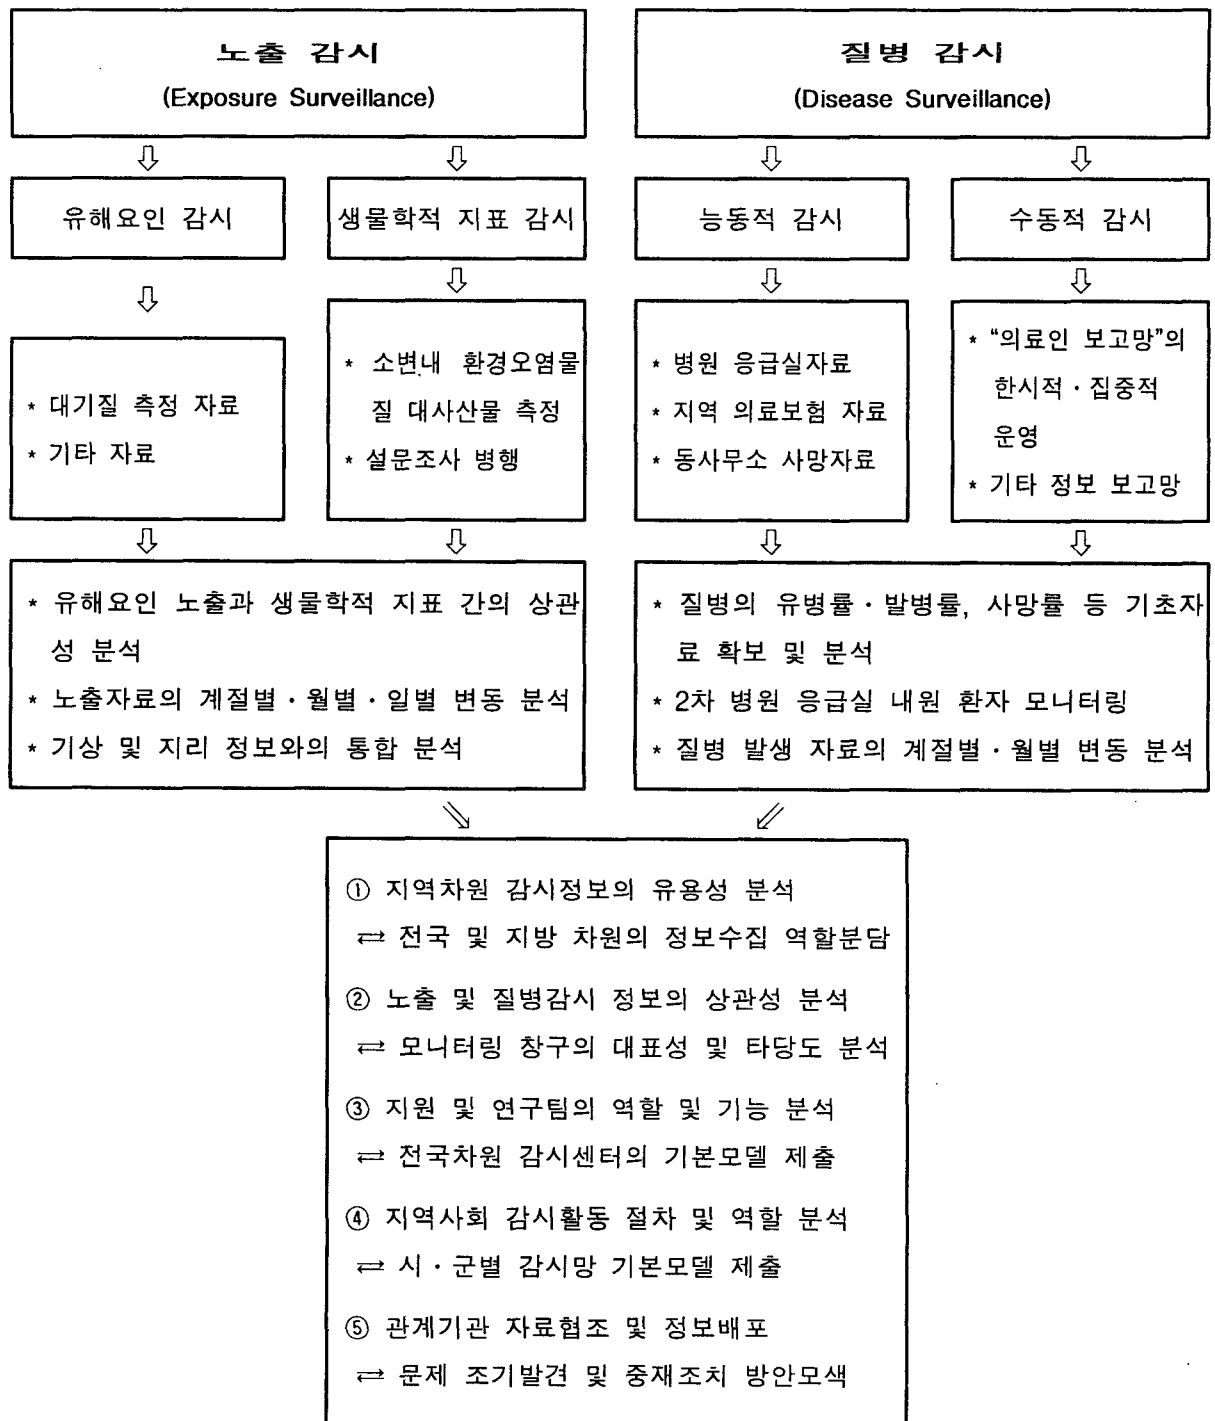 노출 감시
(Exposure Surveillance)
질병 감시
(Disease Surveillance)
⇩
⇩
⇩
⇩
유해요인 감시
생물학적 지표 감시
능동적 감시
수동적 감시
⇩
⇩
⇩
⇩
* 대기질 측정 자료
* 기타 자료
* 소변내 환경오염물
질 대사산물 측정
* 설문조사 병행
* 병원 응급실자료
* 지역 의료보험 자료
* 동사무소 사망자료
* “의료인 보고망”의
한시적·집중적
운영
* 기타 정보 보고망
⇩
⇩
⇩
⇩
* 유해요인 노출과 생물학적 지표 간의 상관
성 분석
* 노출자료의 계절별·월별·일별 변동 분석
* 기상 및 지리 정보와의 통합 분석
* 질병의 유병률·발병률, 사망률 등 기초자
료 확보 및 분석
* 2차 병원 응급실 내원 환자 모니터링
* 질병 발생 자료의 계절별·월별 변동 분석
⇘
⇙
① 지역차원 감시정보의 유용성 분석
⇄ 전국 및 지방 차원의 정보수집 역할분담
② 노출 및 질병감시 정보의 상관성 분석
⇄ 모니터링 창구의 대표성 및 타당도 분석
③ 지원 및 연구팀의 역할 및 기능 분석
⇄ 전국차원 감시센터의 기본모델 제출
④ 지역사회 감시활동 절차 및 역할 분석
⇄ 시·군별 감시망 기본모델 제출
⑤ 관계기관 자료협조 및 정보배포
⇄ 문제 조기발견 및 중재조치 방안모색